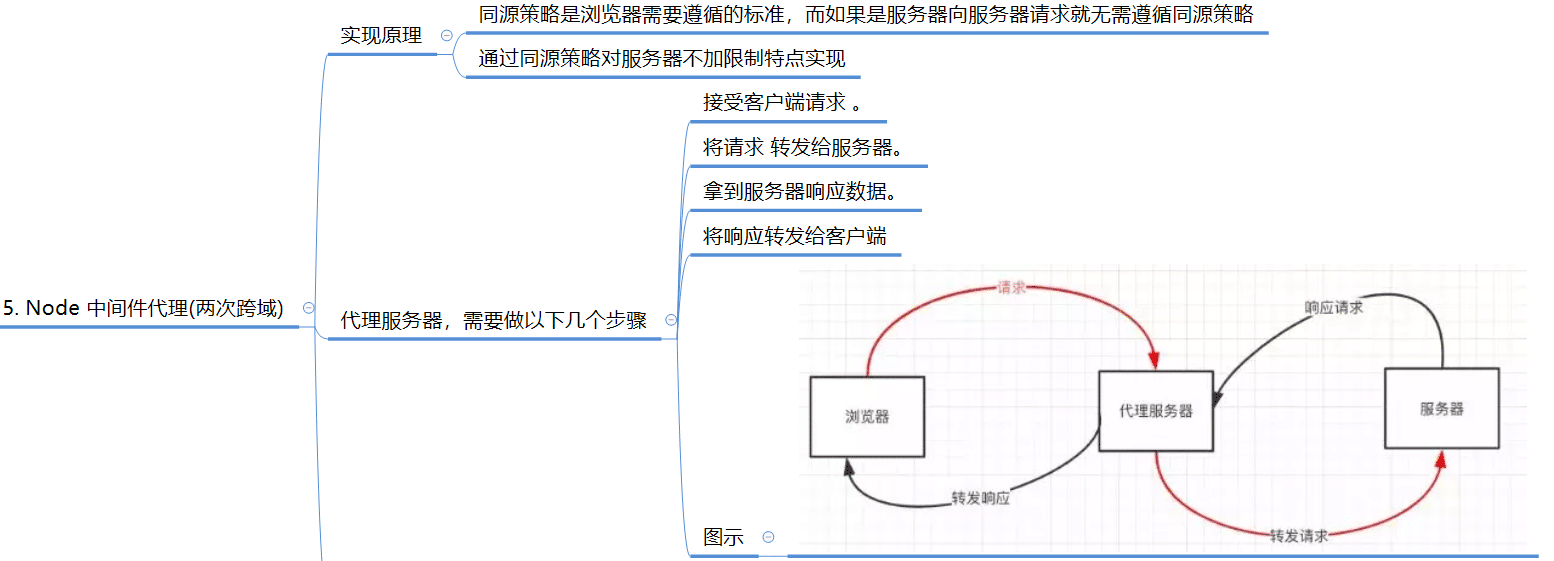 实现原理
同源策略是浏览器需要遵循的标准，而如果是服务器向服务器请求就无需遵循同源策略
通过同源策略对服务器不加限制特点实现
5. Node 中间件代理(两次跨域)
代理服务器，需要做以下几个步骤
接受客户端请求 。
将请求 转发给服务器。
拿到服务器响应数据。
将响应转发给客户端
图示
请求
响应请求
浏览器
代理服务器
服务器
转发响应
转发请求